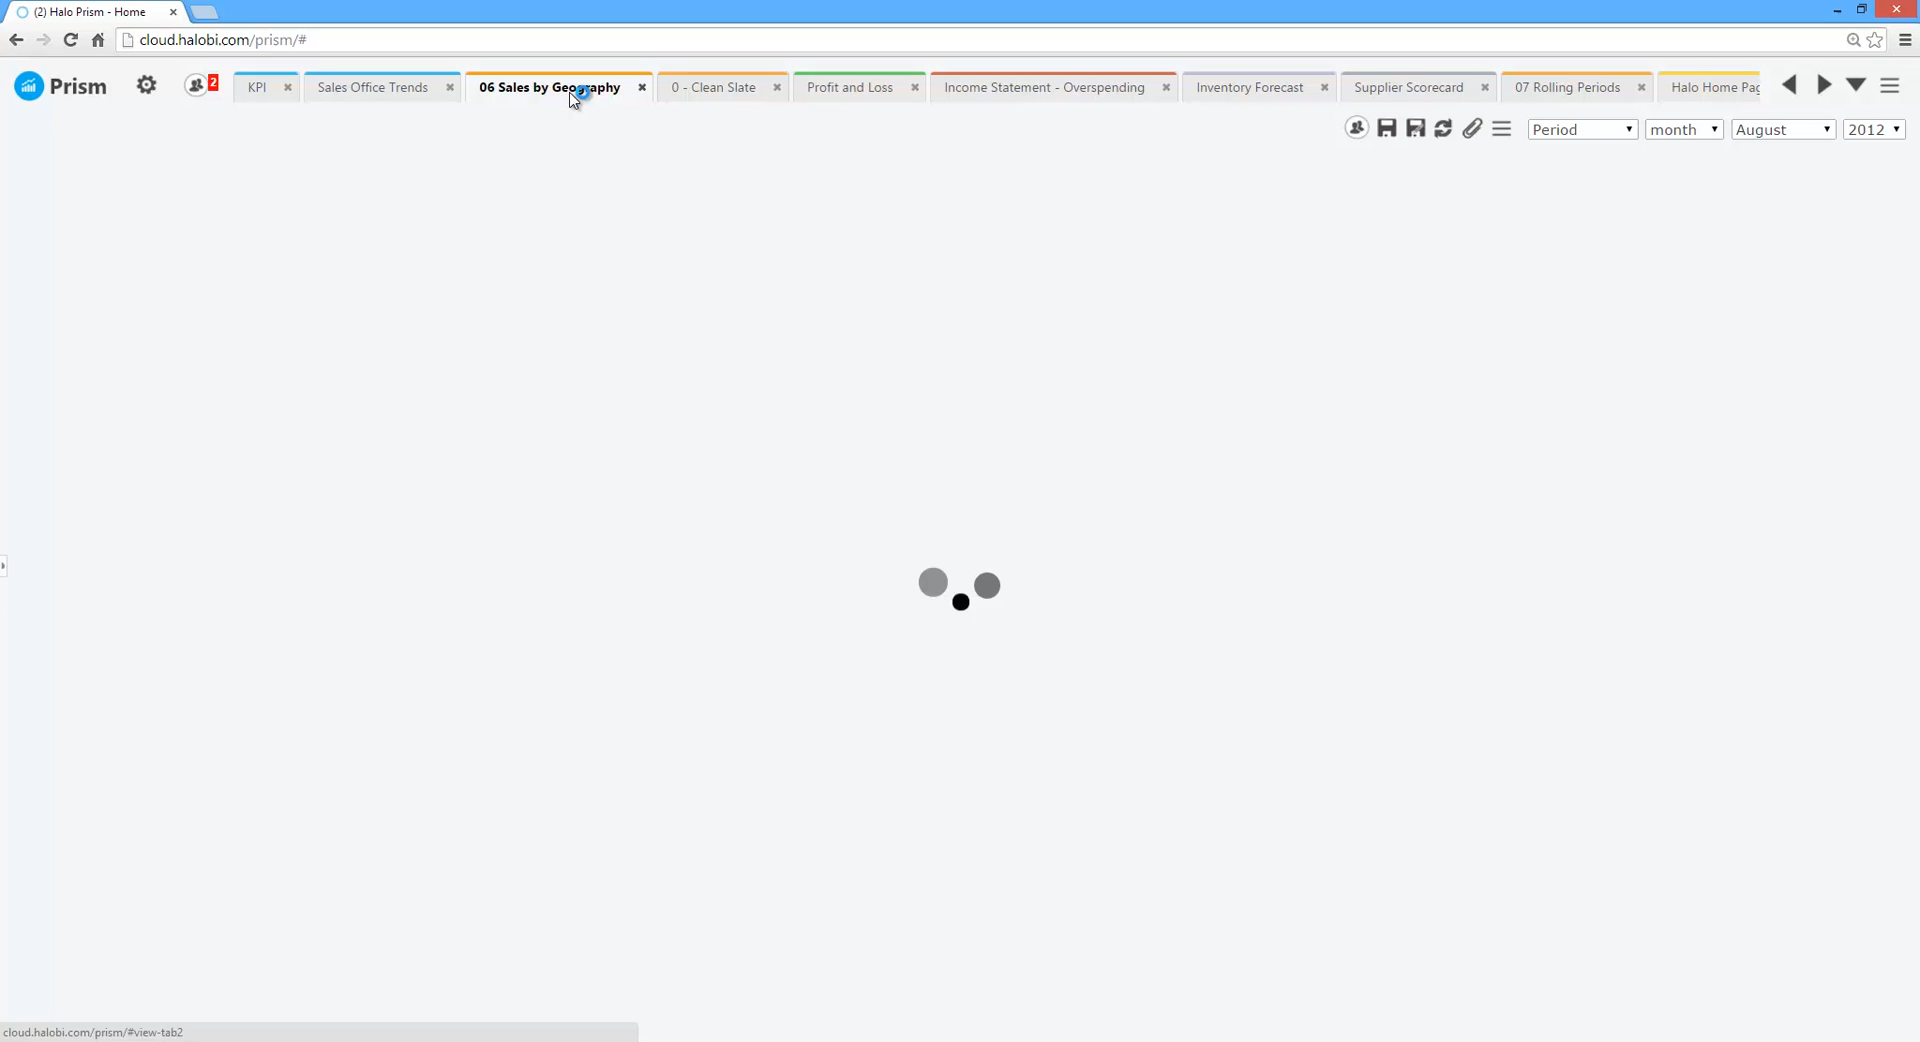 (2) Halo Prism - Home
cloud.halobi.com/prism/#
Prism
2
KPI
Sales Office Trends
06 Sales by Geography
0 - Clean Slate
Profit and Loss
Income Statement - Overspending
Inventory Forecast
Supplier Scorecard
07 Rolling Periods
Halo Home Pag
Period
month
August
2012
cloud.halobi.com/prism/#view-tab2